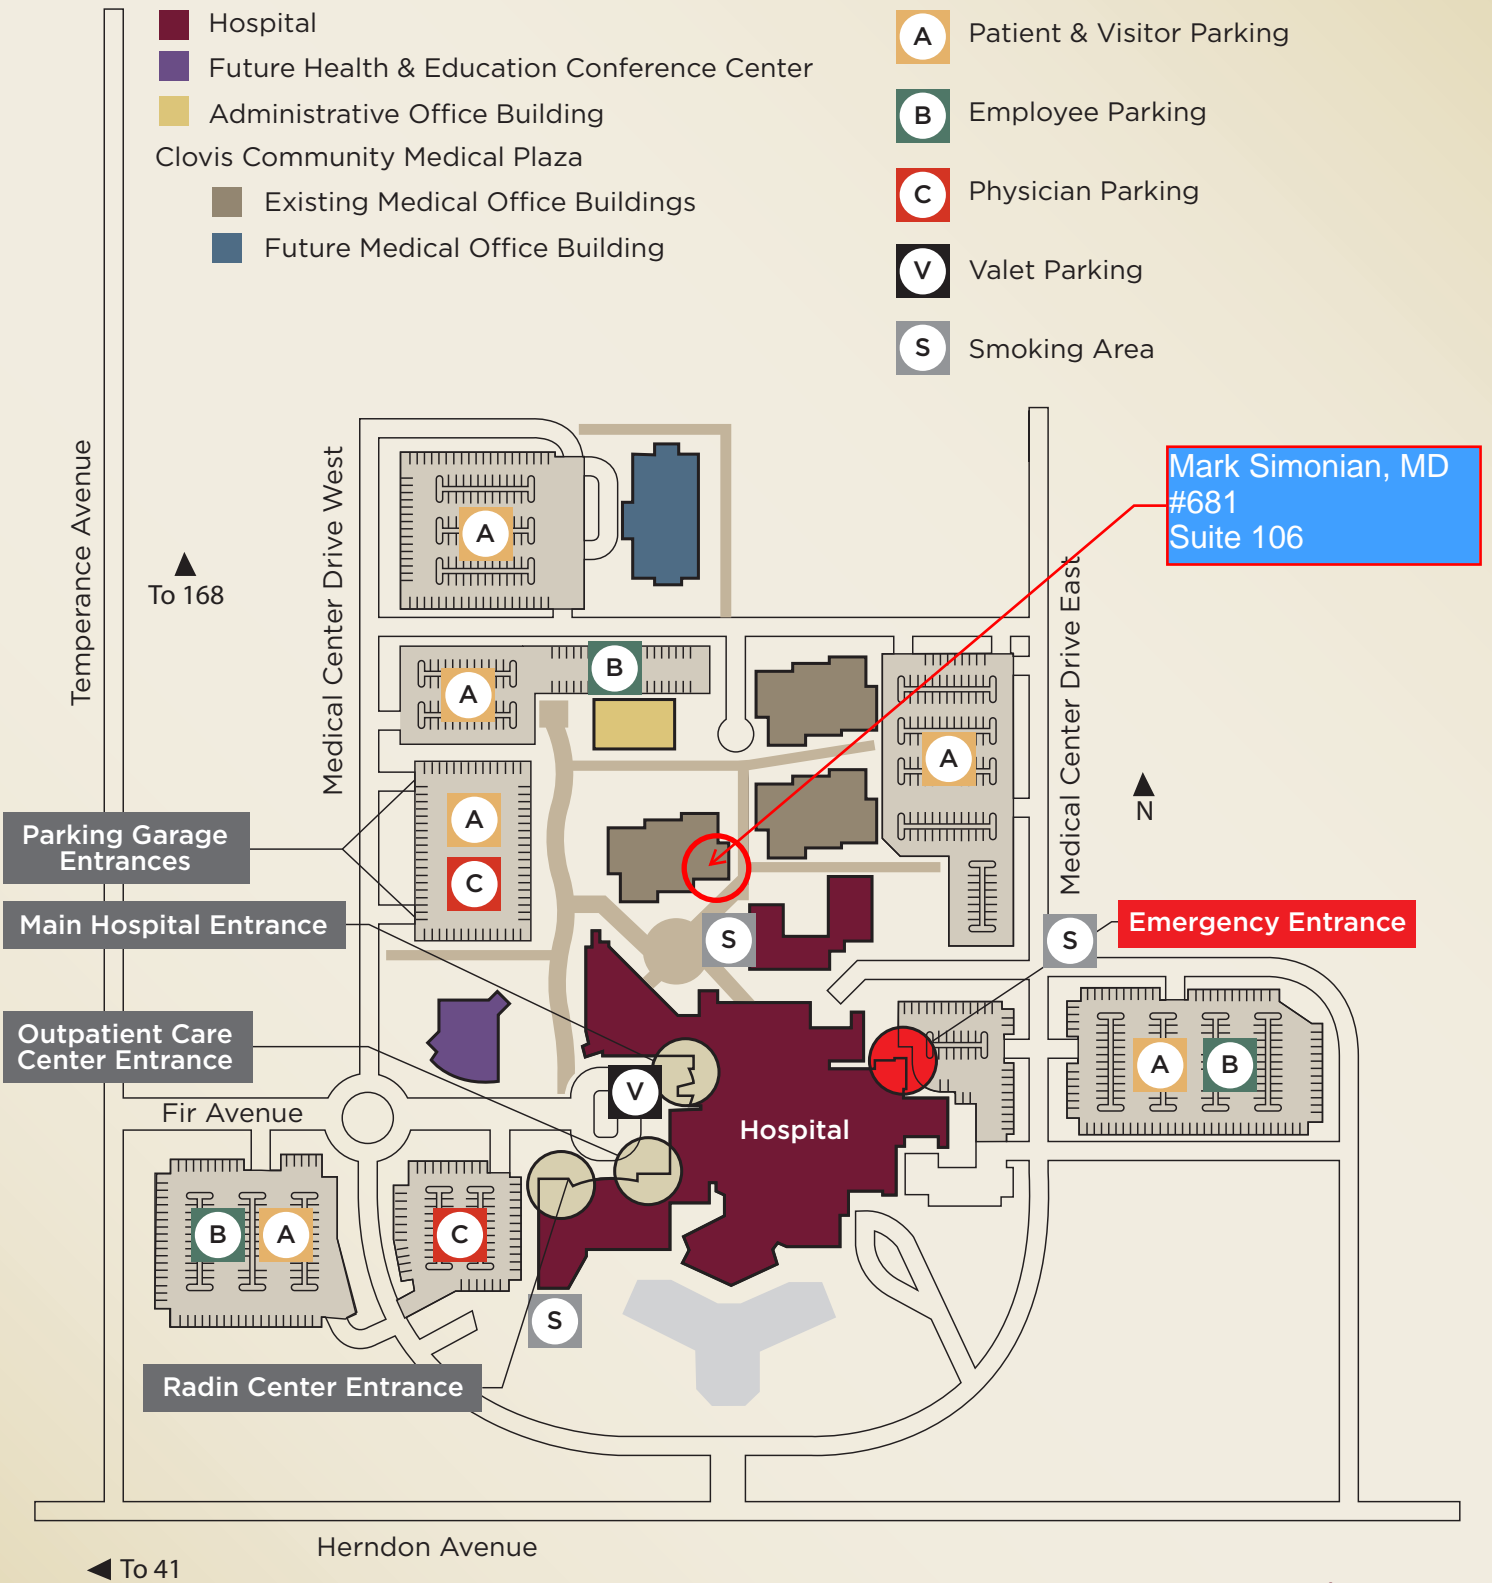 Hospital
Future Health & Education Conference Center
Administrative Office Building
Clovis Community Medical Plaza
Existing Medical Office Buildings
Future Medical Office Building
A
Patient & Visitor Parking
B
Employee Parking
C
Physician Parking
V
Valet Parking
S
Smoking Area
Temperance Avenue
To 168
Medical Center Drive West
Mark Simonian, MD
#681
Suite 106
Medical Center Drive East
N
A
B
A
A
A
C
Parking Garage
Entrances
Main Hospital Entrance
Outpatient Care
Center Entrance
S
S
Emergency Entrance
A
B
V
Fir Avenue
Hospital
B
A
C
S
Radin Center Entrance
Herndon Avenue
To 41